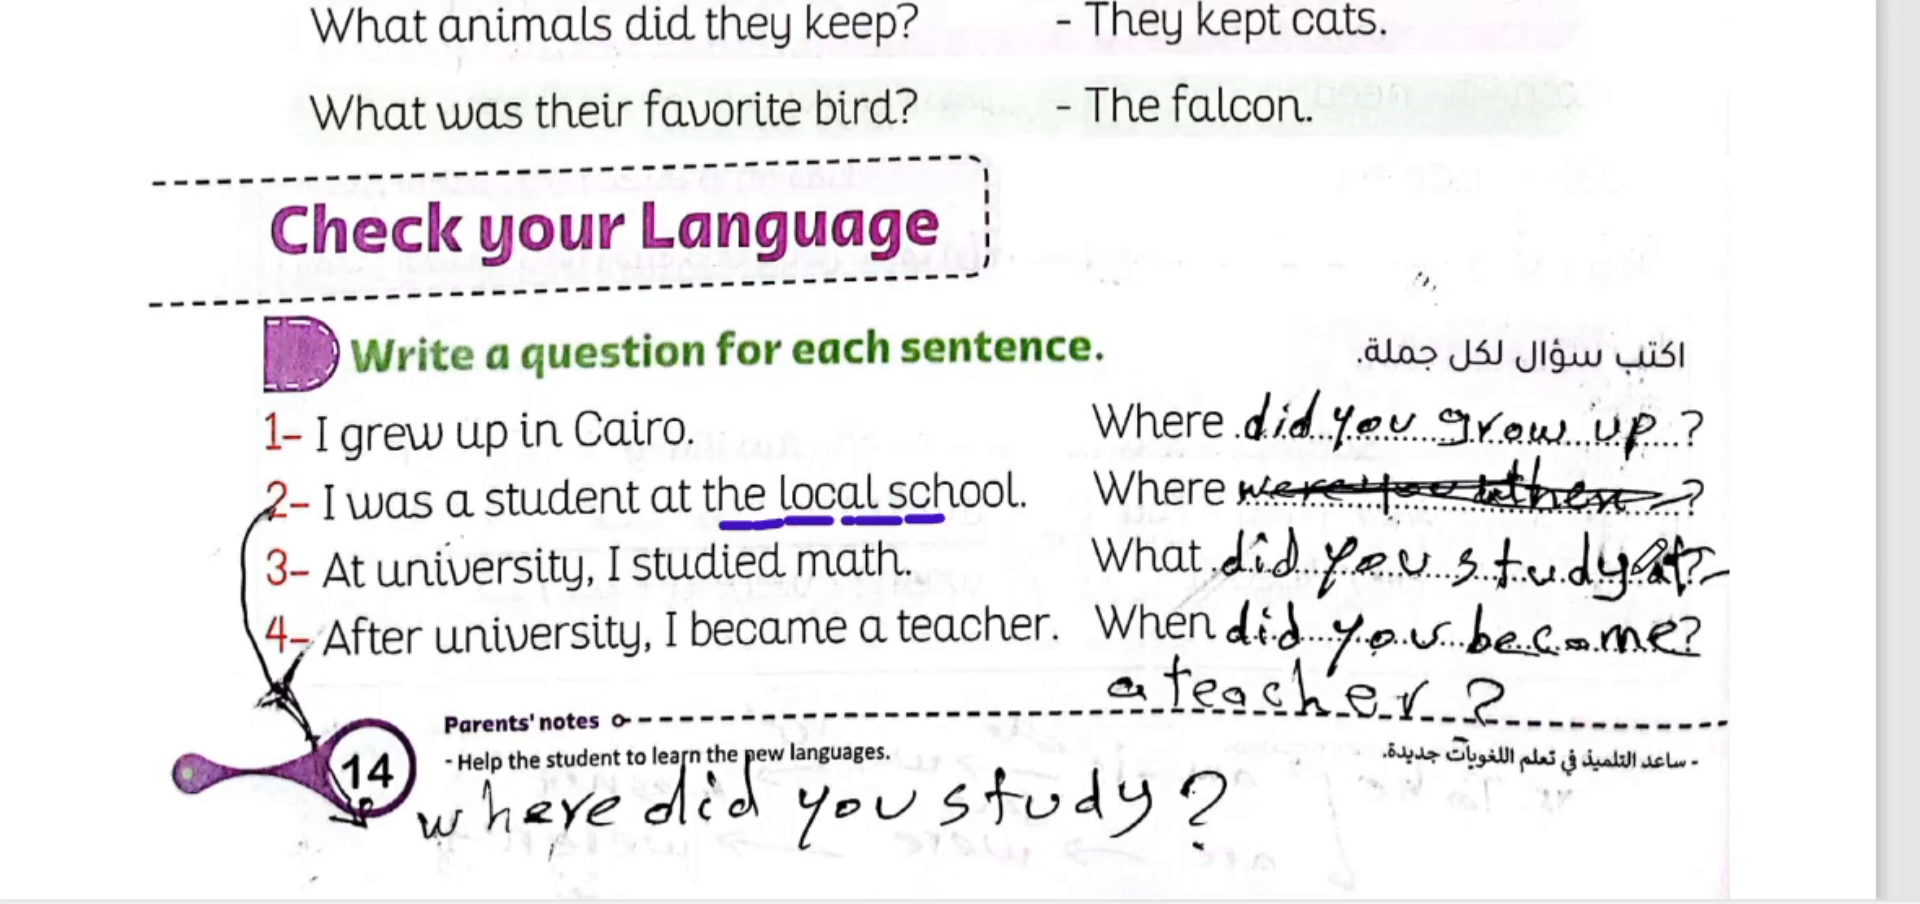 What animals did they keep? - They kept cats.
What was their favorite bird? - The falcon.
Check your Language
Write a question for each sentence. اكتب سؤال لكل جملة.
1- I grew up in Cairo. Where did you grow up ?
2- I was a student at the local school. Where ?
3- At university, I studied math. What did you study at?
4- After university, I became a teacher. When did you become?
a teacher ?
Parents' notes
- Help the student to learn the new languages. - ساعد التلميذ في تعلم اللغويات جديدة.
14
where did you study ?